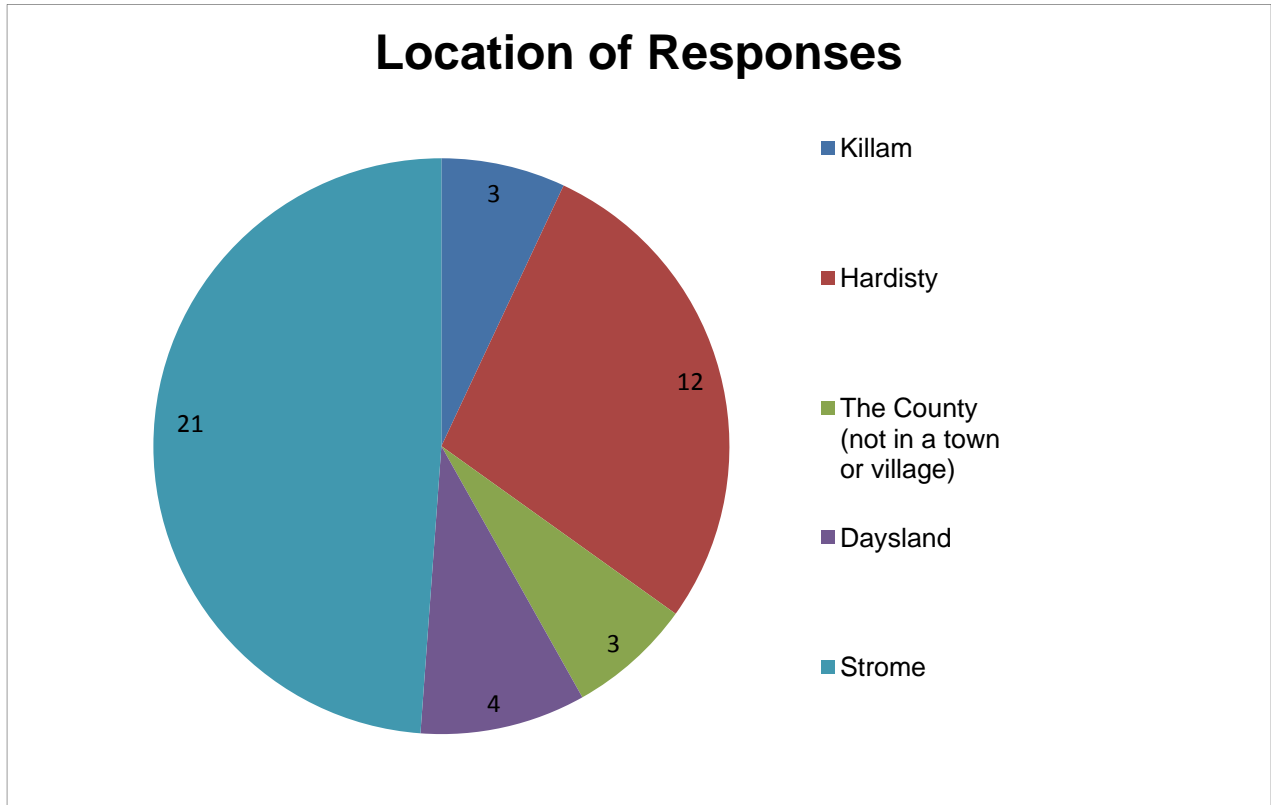 Location of Responses
3
12
3
4
21
Killam
Hardisty
The County
(not in a town
or village)
Daysland
Strome